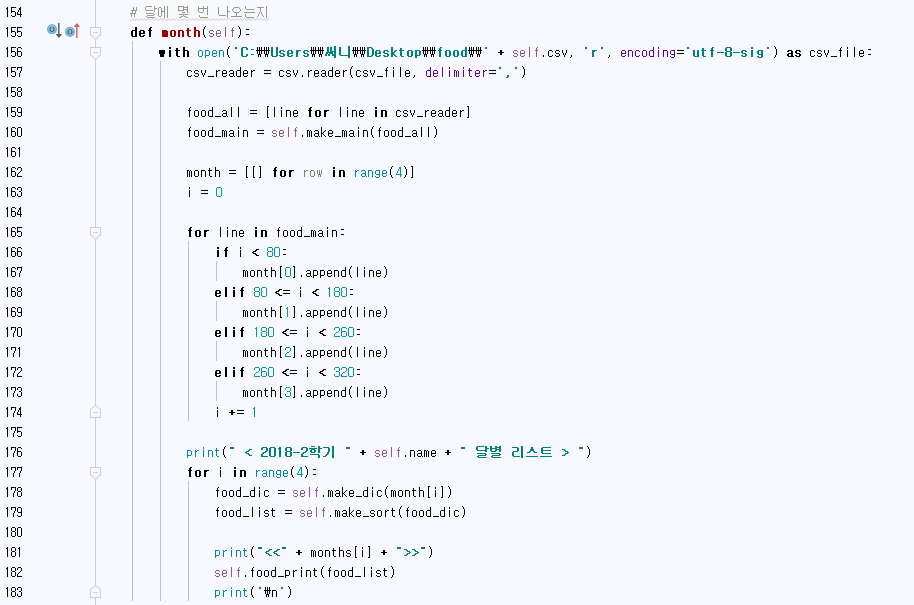 154 # 달에 몇 번 나오는지
155 def month(self):
156 with open('C:₩₩Users₩₩써니₩₩Desktop₩₩food₩₩' + self.csv, 'r', encoding='utf-8-sig') as csv_file:
157 csv_reader = csv.reader(csv_file, delimiter=',')
158
159 food_all = [line for line in csv_reader]
160 food_main = self.make_main(food_all)
161
162 month = [[] for row in range(4)]
163 i = 0
164
165 for line in food_main:
166 if i < 80:
167 month[0].append(line)
168 elif 80 <= i < 180:
169 month[1].append(line)
170 elif 180 <= i < 260:
171 month[2].append(line)
172 elif 260 <= i < 320:
173 month[3].append(line)
174 i += 1
175
176 print(" < 2018-2학기 " + self.name + " 달별 리스트 > ")
177 for i in range(4):
178 food_dic = self.make_dic(month[i])
179 food_list = self.make_sort(food_dic)
180
181 print("<<" + months[i] + ">>")
182 self.food_print(food_list)
183 print('₩n')